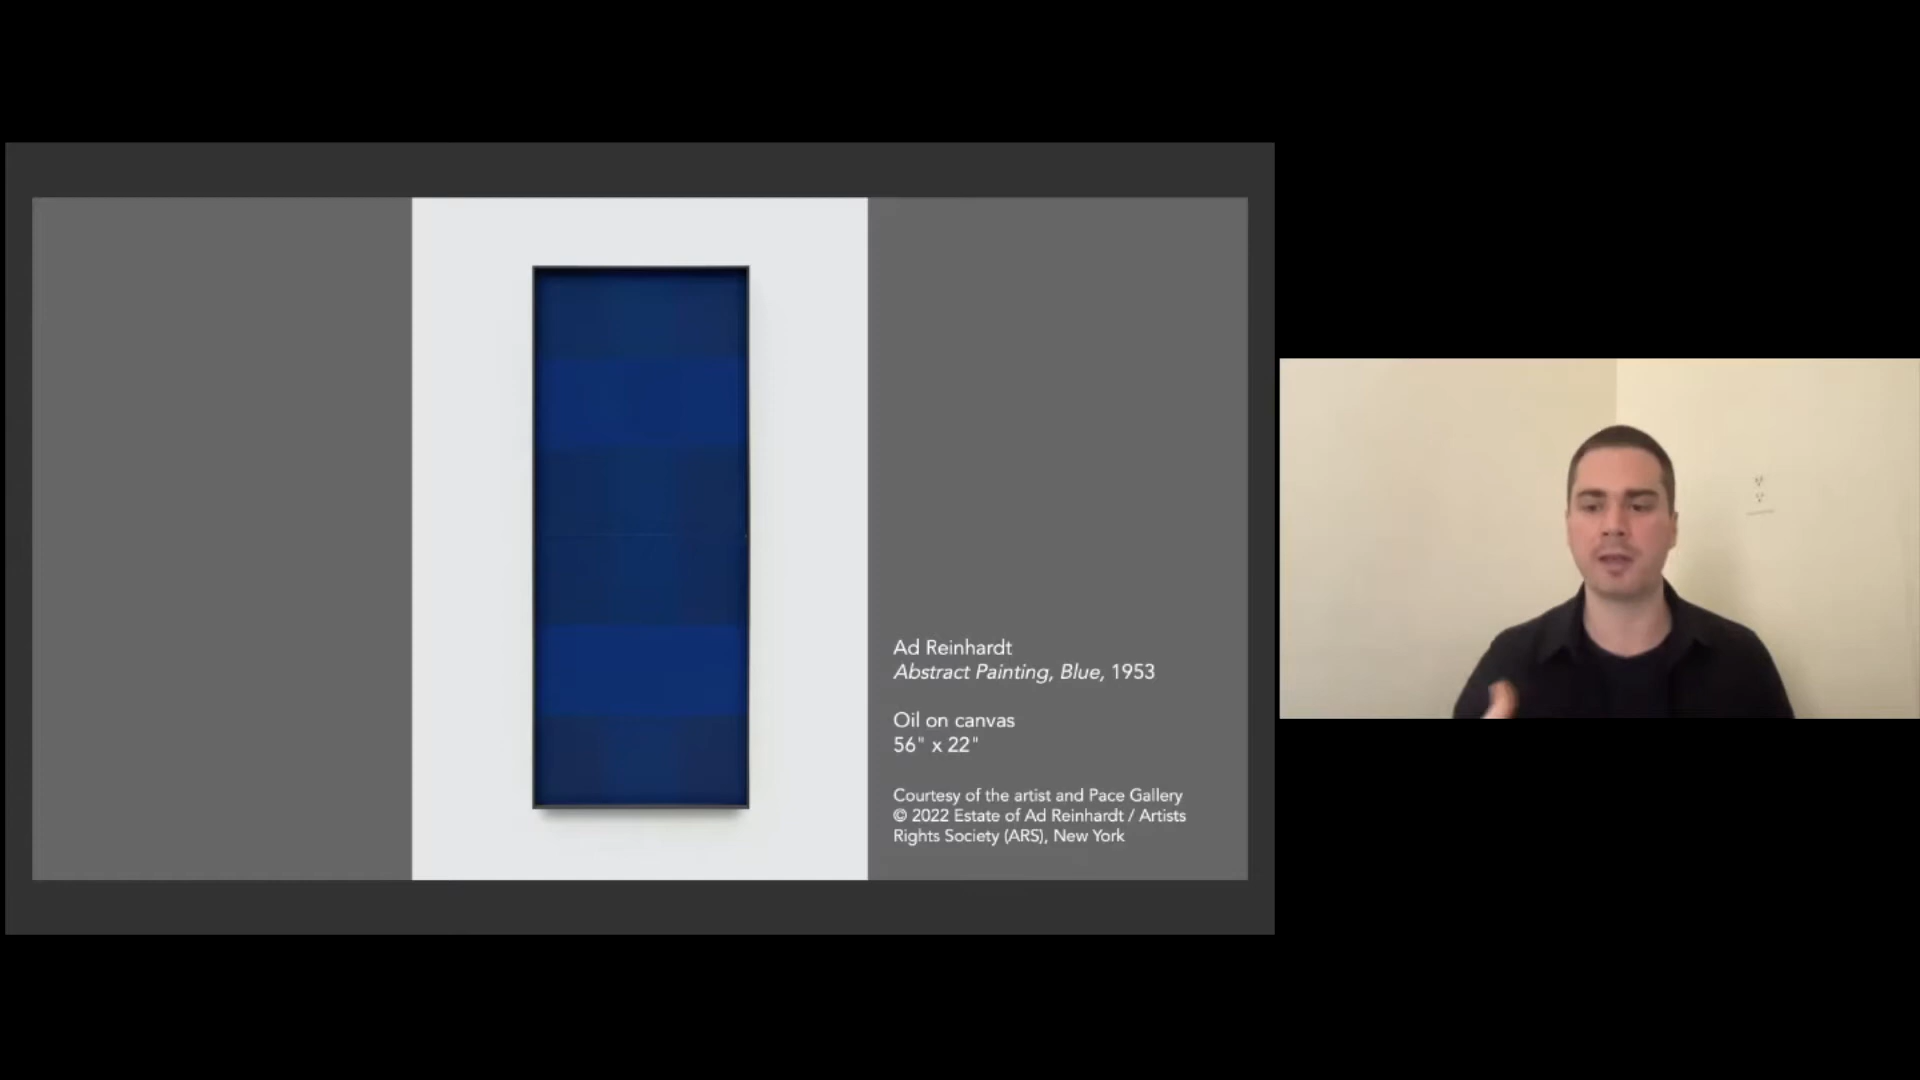 Ad Reinhardt
Abstract Painting, Blue, 1953
Oil on canvas
56" x 22"
Courtesy of the artist and Pace Gallery
© 2022 Estate of Ad Reinhardt / Artists
Rights Society (ARS), New York